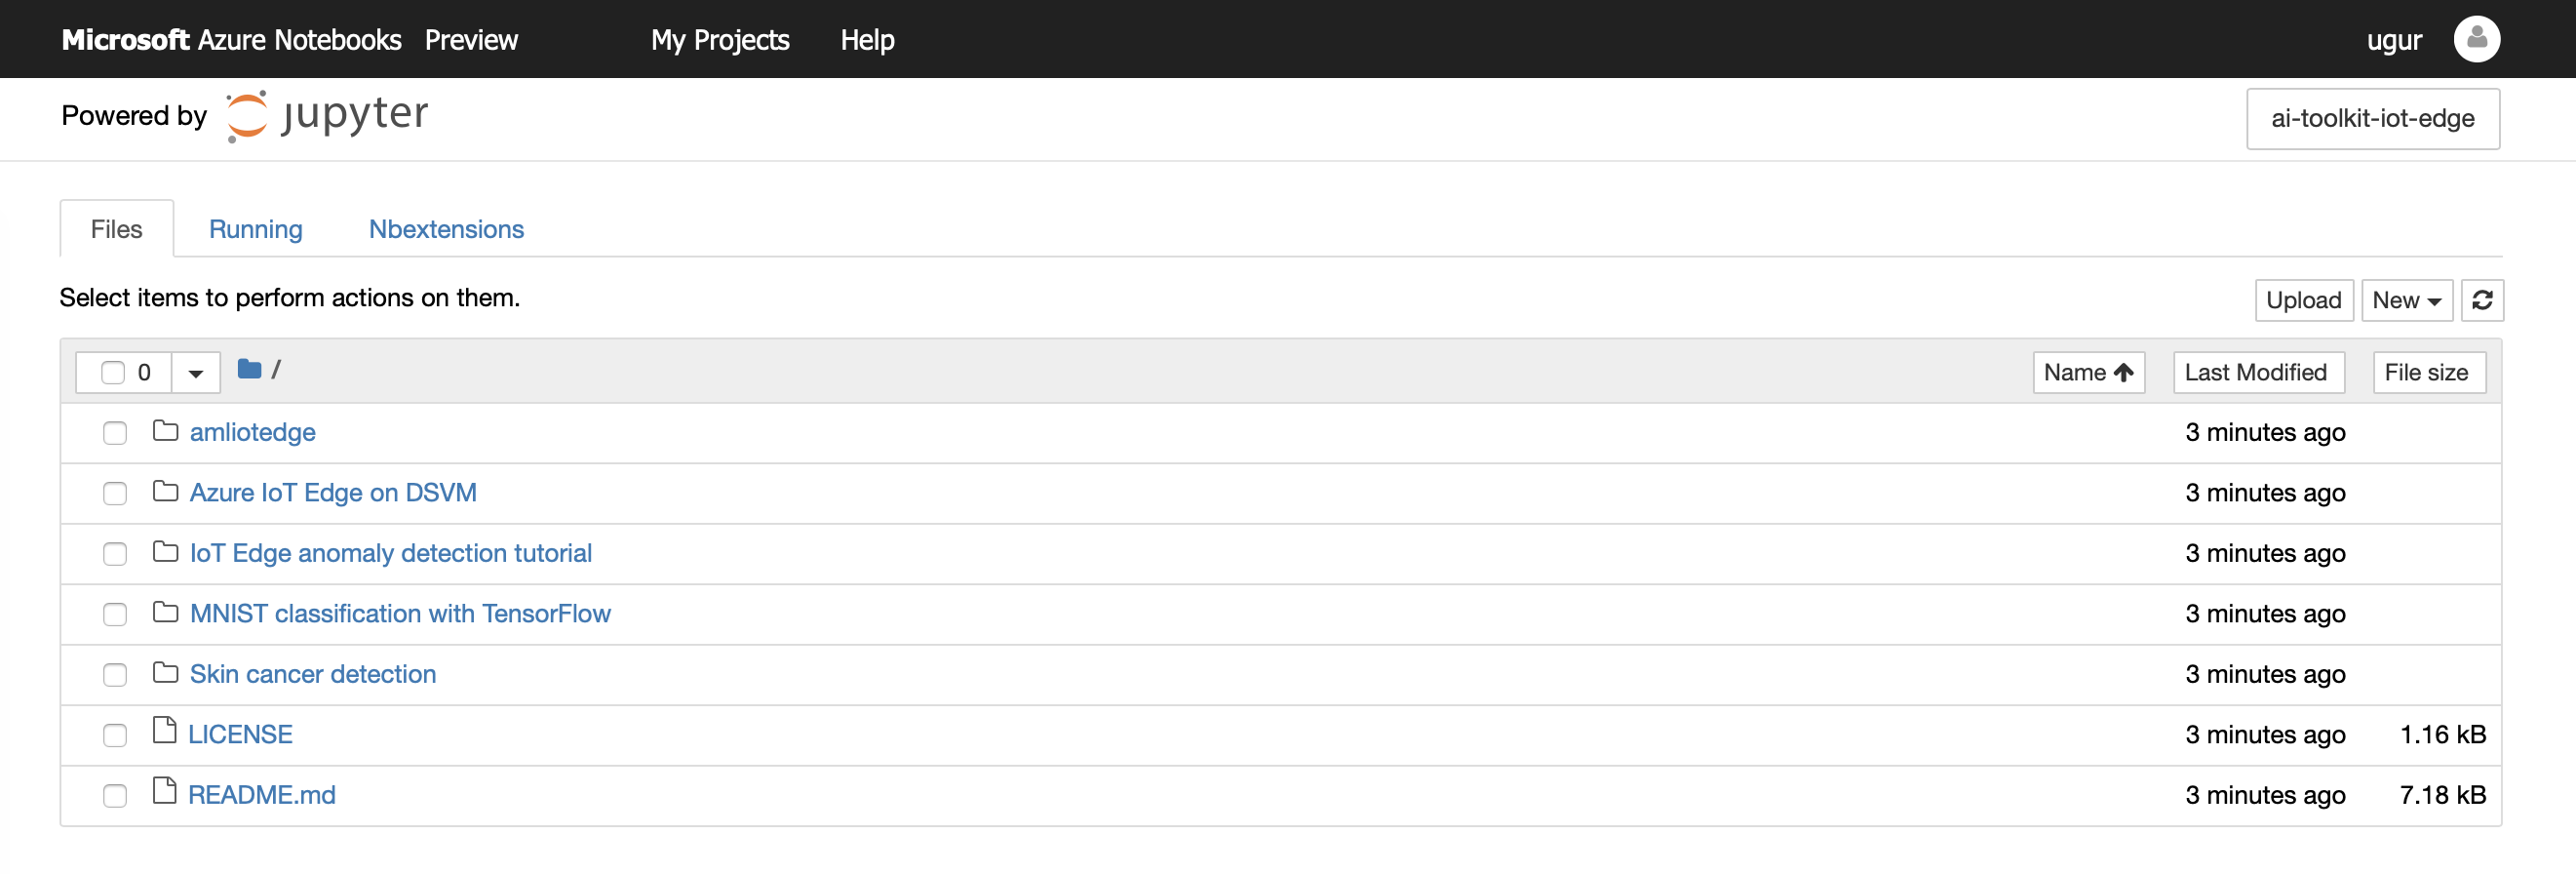 Microsoft Azure Notebooks Preview My Projects Help ugur
Powered by jupyter ai-toolkit-iot-edge
Files Running Nbextensions
Select items to perform actions on them. Upload New
0 / Name Last Modified File size
amliotedge 3 minutes ago
Azure IoT Edge on DSVM 3 minutes ago
IoT Edge anomaly detection tutorial 3 minutes ago
MNIST classification with TensorFlow 3 minutes ago
Skin cancer detection 3 minutes ago
LICENSE 3 minutes ago 1.16 kB
README.md 3 minutes ago 7.18 kB